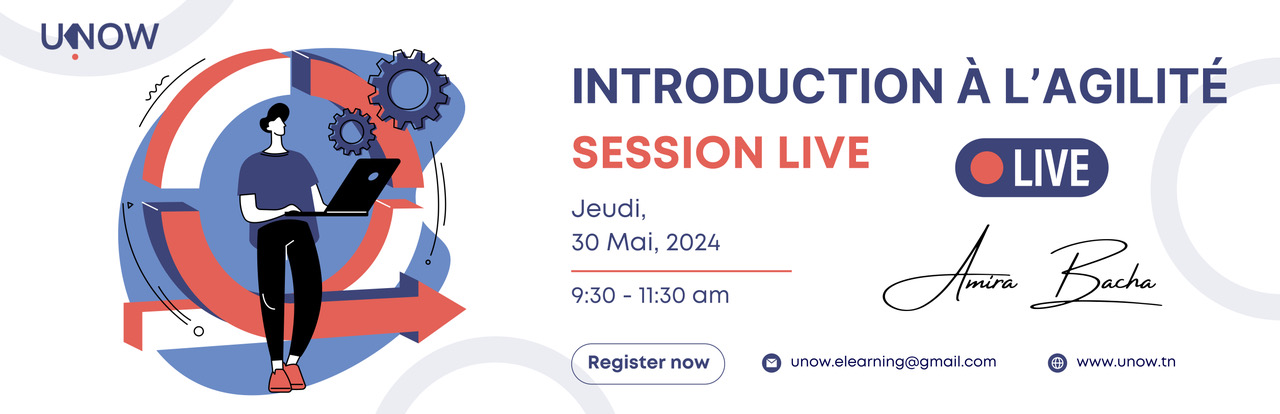 UNOW
INTRODUCTION À L’AGILITÉ
SESSION LIVE
LIVE
Jeudi,
30 Mai, 2024
9:30 - 11:30 am
Amira Bacha
Register now
unow.elearning@gmail.com
www.unow.tn